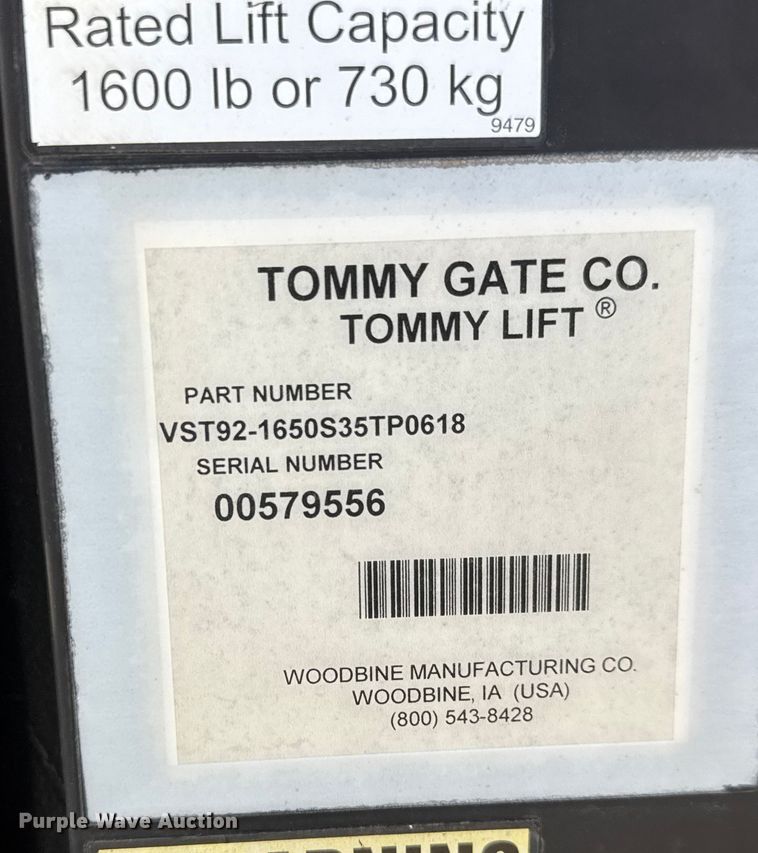 Rated Lift Capacity
1600 lb or 730 kg
9479
TOMMY GATE CO.
TOMMY LIFT ®
PART NUMBER
VST92-1650S35TP0618
SERIAL NUMBER
00579556
WOODBINE MANUFACTURING CO.
WOODBINE, IA (USA)
(800) 543-8428
Purple Wave Auction
WARNING